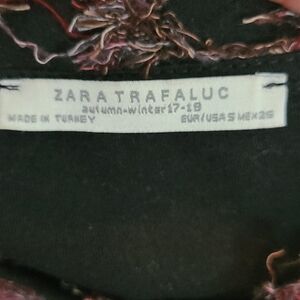 ZARA TRAFALUC
autumn-winter 17-18
MADE IN TURKEY EUR/USA S MEX 26